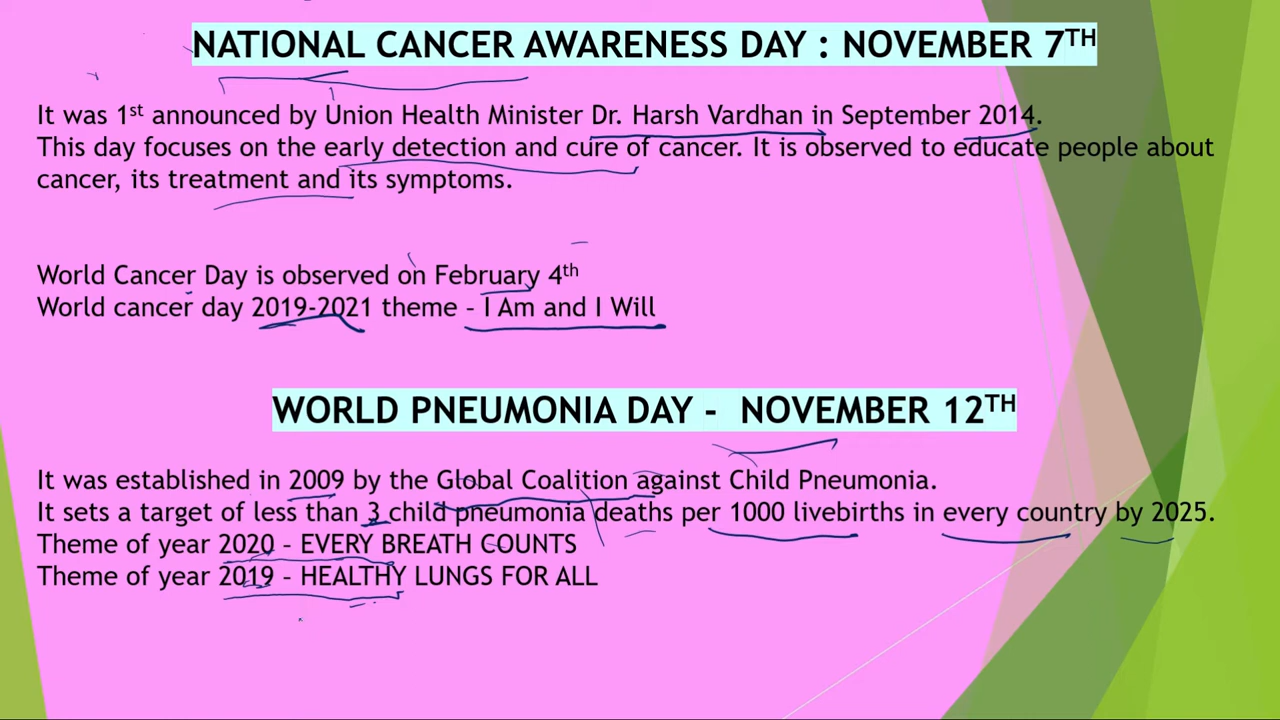 NATIONAL CANCER AWARENESS DAY : NOVEMBER 7TH
It was 1st announced by Union Health Minister Dr. Harsh Vardhan in September 2014.
This day focuses on the early detection and cure of cancer. It is observed to educate people about
cancer, its treatment and its symptoms.
World Cancer Day is observed on February 4th
World cancer day 2019-2021 theme – I Am and I Will
WORLD PNEUMONIA DAY - NOVEMBER 12TH
It was established in 2009 by the Global Coalition against Child Pneumonia.
It sets a target of less than 3 child pneumonia deaths per 1000 livebirths in every country by 2025.
Theme of year 2020 – EVERY BREATH COUNTS
Theme of year 2019 – HEALTHY LUNGS FOR ALL